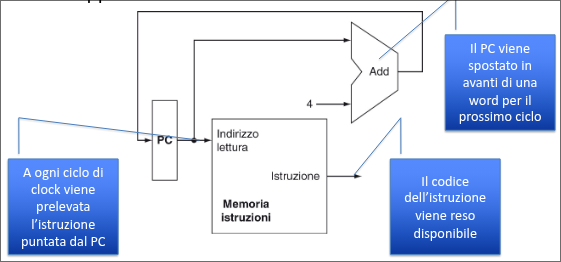 Add
Il PC viene
spostato in
avanti di una
word per il
prossimo ciclo
4
PC
Indirizzo
lettura
Istruzione
Memoria
istruzioni
A ogni ciclo di
clock viene
prelevata
l'istruzione
puntata dal PC
Il codice
dell'istruzione
viene reso
disponibile